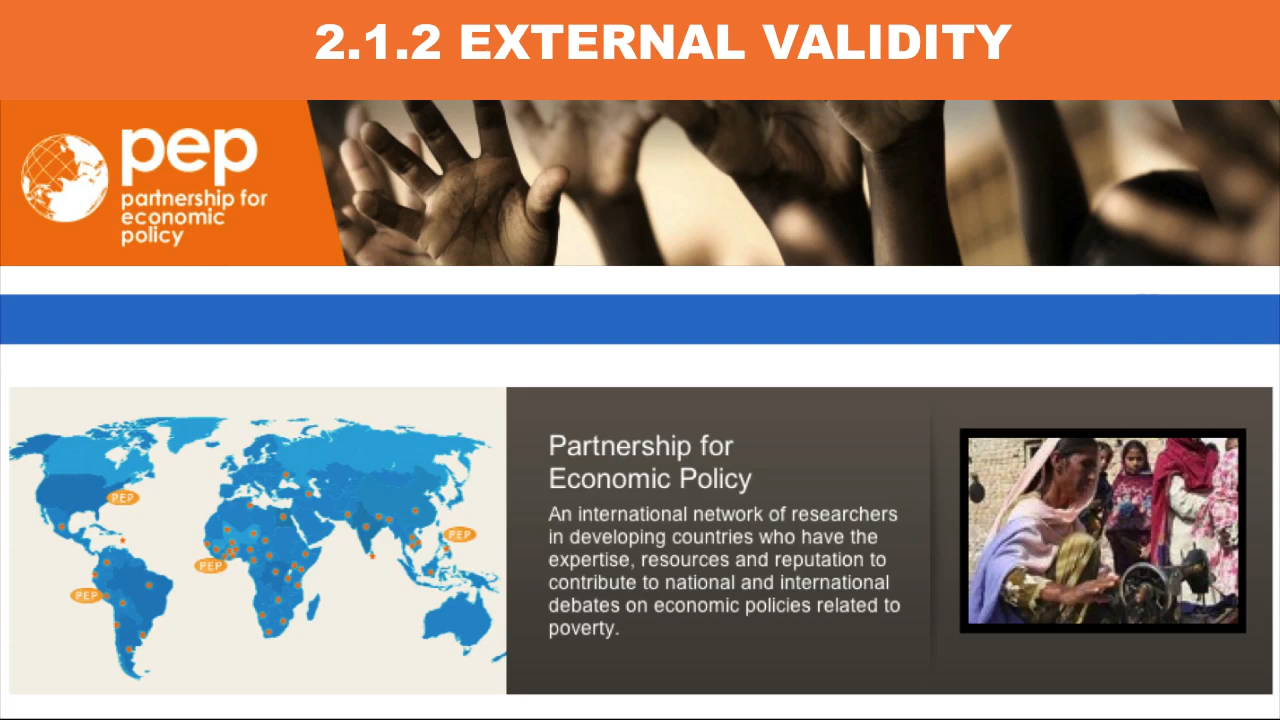 2.1.2 EXTERNAL VALIDITY
pep
partnership for
economic
policy
PEP
PEP
PEP
PEP
Partnership for
Economic Policy
An international network of researchers
in developing countries who have the
expertise, resources and reputation to
contribute to national and international
debates on economic policies related to
poverty.